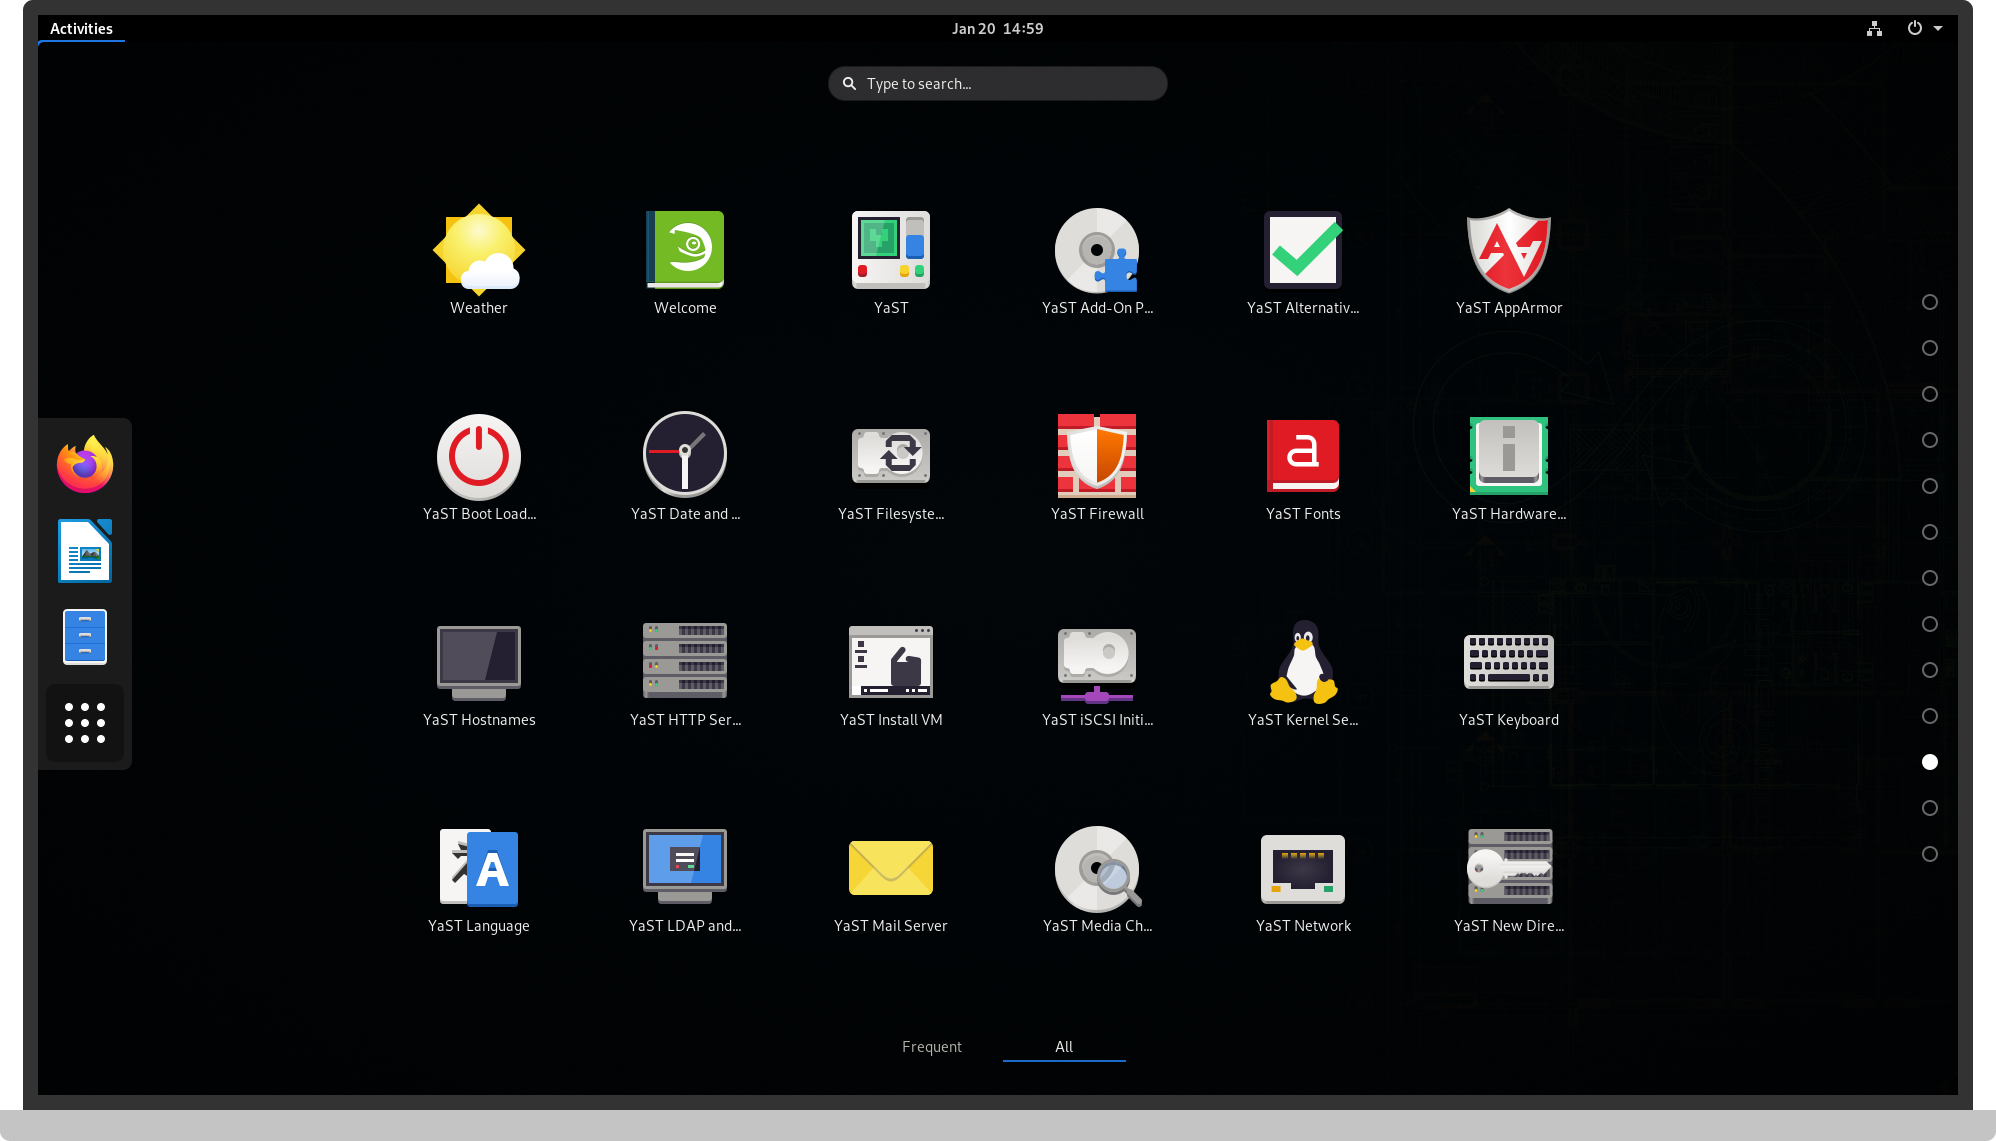 Activities
Jan 20 14:59
Type to search...
Weather
Welcome
YaST
YaST Add-On P...
YaST Alternativ...
YaST AppArmor
YaST Boot Load...
YaST Date and ...
YaST Filesyste...
YaST Firewall
YaST Fonts
YaST Hardware...
YaST Hostnames
YaST HTTP Ser...
YaST Install VM
YaST iSCSI Initi...
YaST Kernel Se...
YaST Keyboard
YaST Language
YaST LDAP and...
YaST Mail Server
YaST Media Ch...
YaST Network
YaST New Dire...
Frequent
All